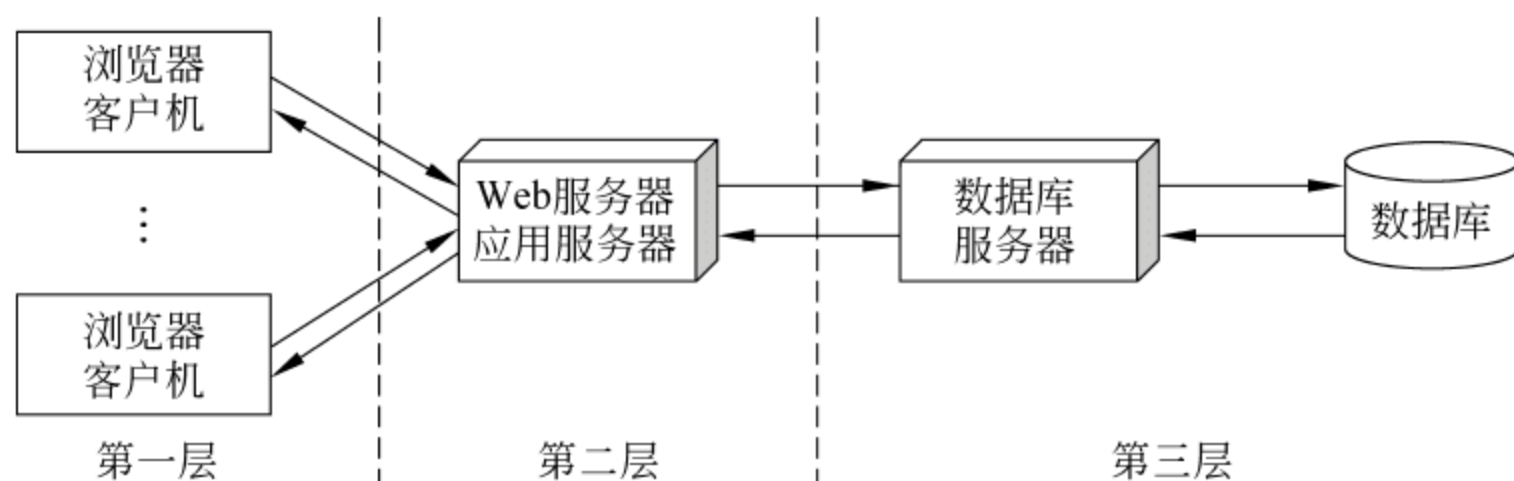 浏览器
客户机
Web服务器
应用服务器
数据库
服务器
数据库
⋮
浏览器
客户机
第一层
第二层
第三层